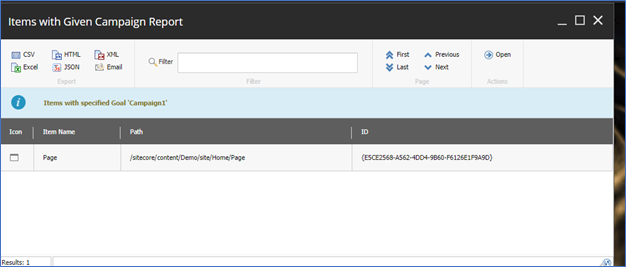 Items with Given Campaign Report
CSV HTML XML
Excel JSON Email
Export
Filter
Filter
First Previous
Last Next
Page
Open
Actions
Items with specified Goal 'Campaign1'
Icon Item Name Path ID
Page /sitecore/content/Demo/site/Home/Page {E5CE2568-A562-4DD4-9B60-F6126E1F9A9D}
Results: 1